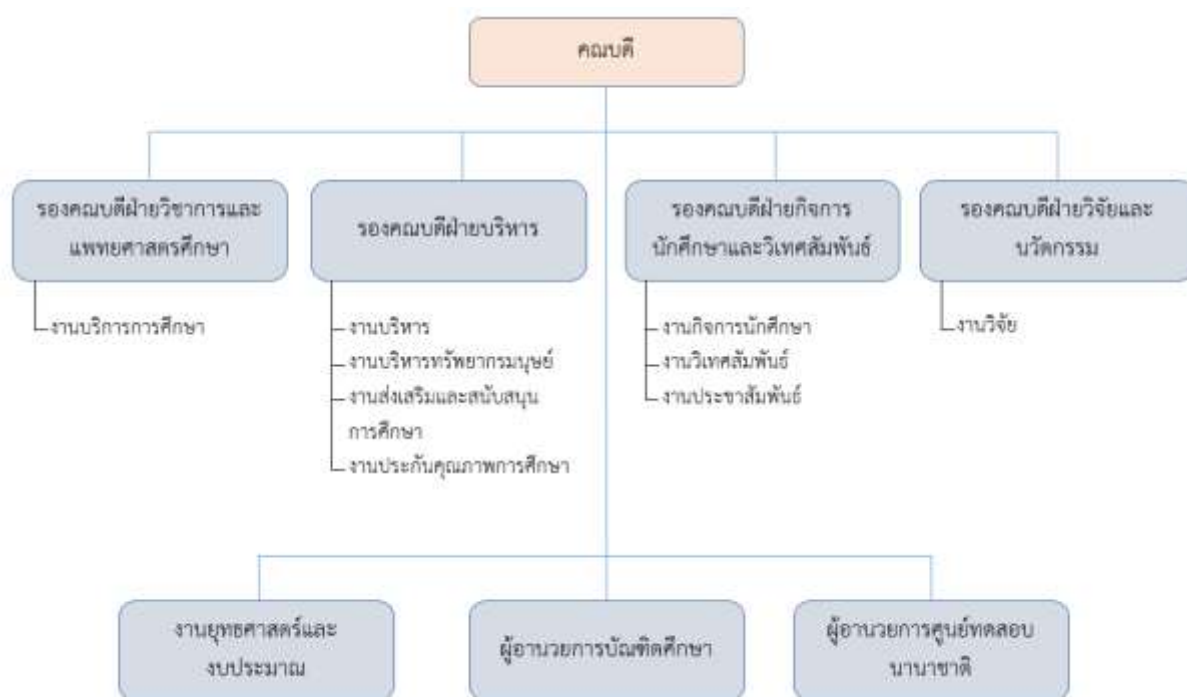 คณบดี
รองคณบดีฝ่ายวิชาการและ
แพทยศาสตรศึกษา
งานบริการการศึกษา
รองคณบดีฝ่ายบริหาร
งานบริหาร
งานบริหารทรัพยากรมนุษย์
งานส่งเสริมและสนับสนุน
การศึกษา
งานประกันคุณภาพการศึกษา
รองคณบดีฝ่ายกิจการ
นักศึกษาและวิเทศสัมพันธ์
งานกิจการนักศึกษา
งานวิเทศสัมพันธ์
งานประชาสัมพันธ์
รองคณบดีฝ่ายวิจัยและ
นวัตกรรม
งานวิจัย
งานยุทธศาสตร์และ
งบประมาณ
ผู้อำนวยการบัณฑิตศึกษา
ผู้อำนวยการศูนย์ทดสอบ
นานาชาติ